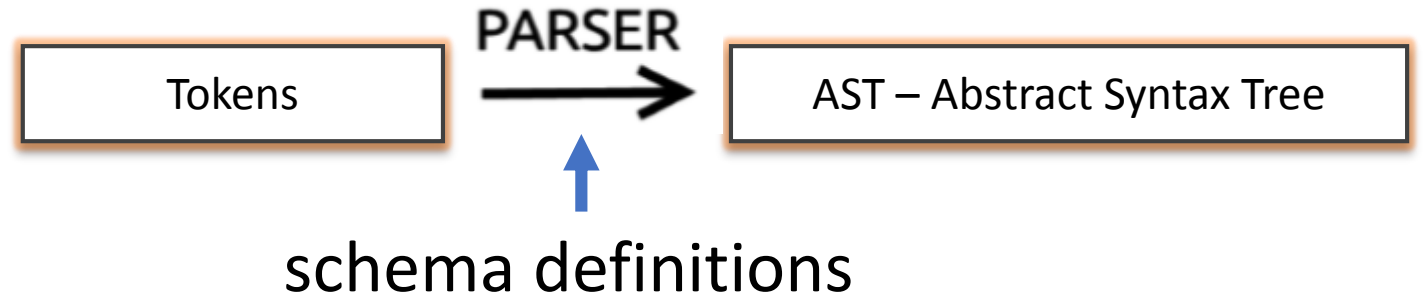 PARSER
Tokens
AST – Abstract Syntax Tree
schema definitions